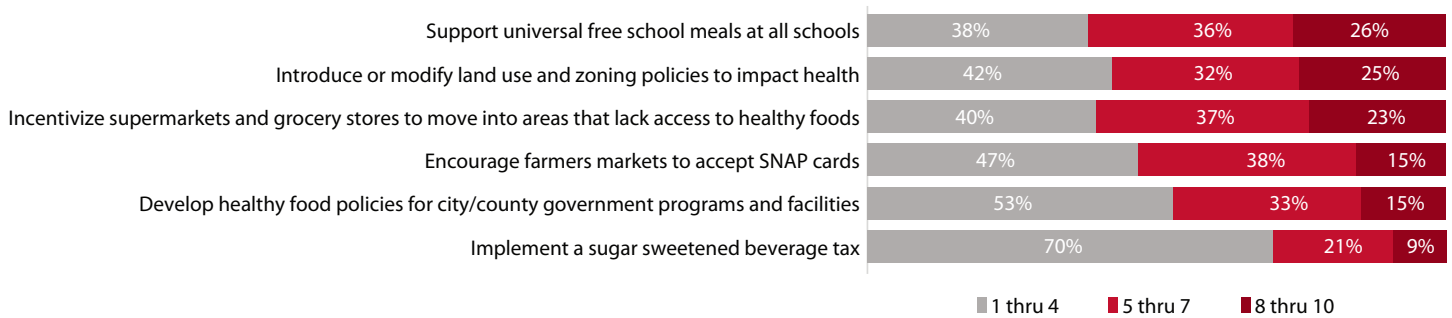 Support universal free school meals at all schools 38% 36% 26%
Introduce or modify land use and zoning policies to impact health 42% 32% 25%
Incentivize supermarkets and grocery stores to move into areas that lack access to healthy foods 40% 37% 23%
Encourage farmers markets to accept SNAP cards 47% 38% 15%
Develop healthy food policies for city/county government programs and facilities 53% 33% 15%
Implement a sugar sweetened beverage tax 70% 21% 9%
1 thru 4 5 thru 7 8 thru 10